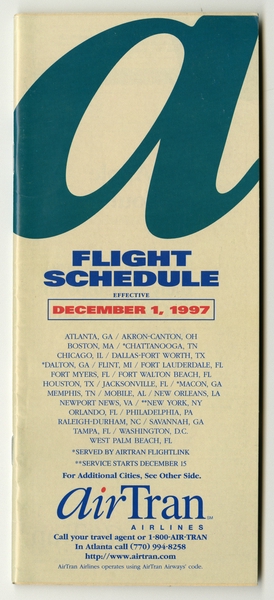 a
FLIGHT
SCHEDULE
EFFECTIVE
DECEMBER 1, 1997
ATLANTA, GA / AKRON-CANTON, OH
BOSTON, MA / *CHATTANOOGA, TN
CHICAGO, IL / DALLAS-FORT WORTH, TX
*DALTON, GA / FLINT, MI / FORT LAUDERDALE, FL
FORT MYERS, FL / FORT WALTON BEACH, FL
HOUSTON, TX / JACKSONVILLE, FL / *MACON, GA
MEMPHIS, TN / MOBILE, AL / NEW ORLEANS, LA
NEWPORT NEWS, VA / **NEW YORK, NY
ORLANDO, FL / PHILADELPHIA, PA
RALEIGH-DURHAM, NC / SAVANNAH, GA
TAMPA, FL / WASHINGTON, D.C.
WEST PALM BEACH, FL
*SERVED BY AIRTRAN FLIGHTLINK
**SERVICE STARTS DECEMBER 15
For Additional Cities, See Other Side.
airTran SM
AIRLINES
Call your travel agent or 1-800-AIR-TRAN
In Atlanta call (770) 994-8258
http://www.airtran.com
AirTran Airlines operates using AirTran Airways' code.